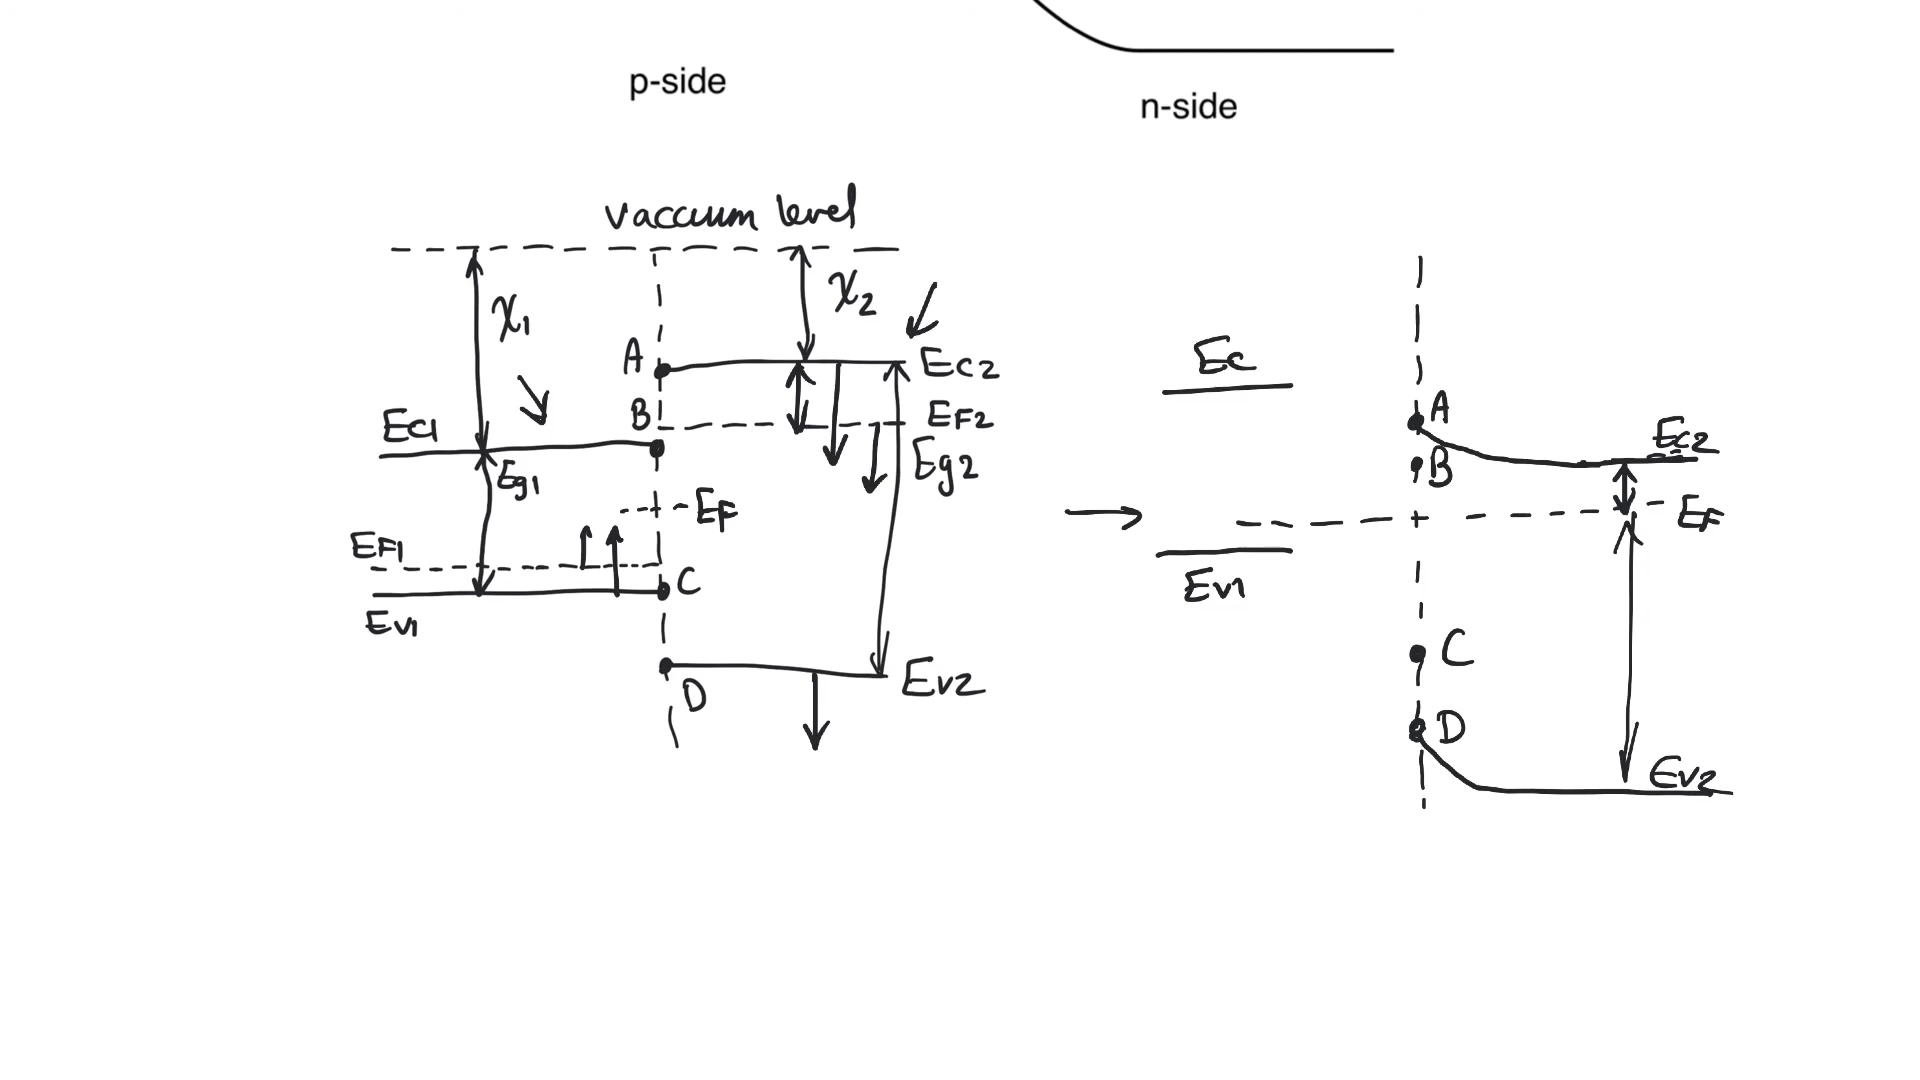 p-side
n-side
vaccuum level
χ1
χ2
A
Ec2
B
EF2
Ec1
Eg1
Eg2
EF
EF1
C
Ev1
Ev2
D
Ec
A
Ec2
B
EF
Ev1
C
D
Ev2